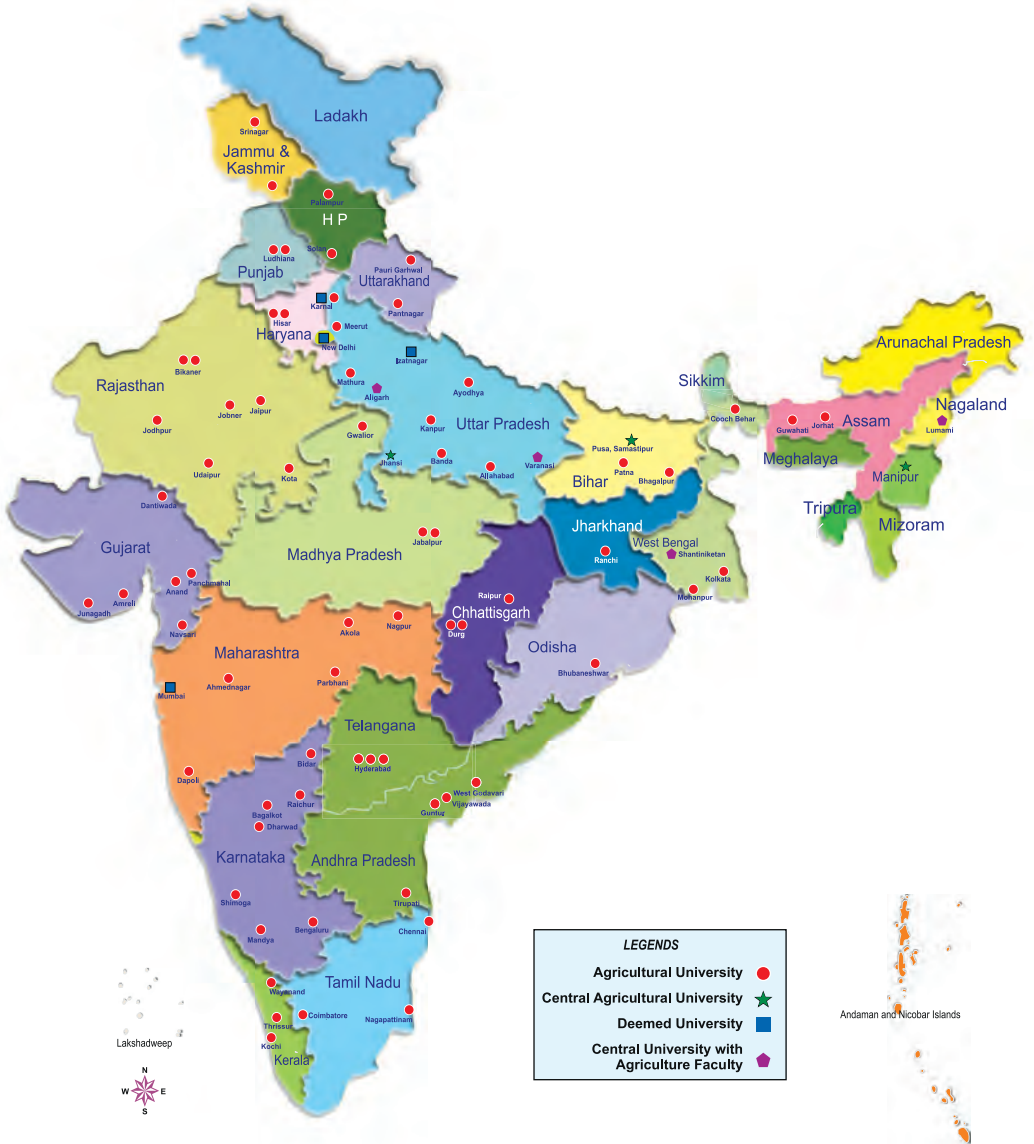 Ladakh
Srinagar
Jammu &
Kashmir
Palampur
H P
Solan
Ludhiana
Punjab
Pauri Garhwal
Uttarakhand
Pantnagar
Karnal
Hisar
Haryana
Meerut
New Delhi
Izatnagar
Mathura
Aligarh
Ayodhya
Bikaner
Rajasthan
Jobner
Jaipur
Jodhpur
Udaipur
Kota
Gwalior
Kanpur
Uttar Pradesh
Jhansi
Banda
Allahabad
Varanasi
Pusa, Samastipur
Patna
Bihar
Bhagalpur
Sikkim
Cooch Behar
Arunachal Pradesh
Nagaland
Lumami
Guwahati
Jorhat
Assam
Meghalaya
Manipur
Tripura
Mizoram
Dantiwada
Gujarat
Panchmahal
Anand
Amreli
Junagadh
Navsari
Madhya Pradesh
Jabalpur
Jharkhand
Ranchi
West Bengal
Shantiniketan
Kolkata
Mohanpur
Raipur
Chhattisgarh
Durg
Odisha
Bhubaneshwar
Akola
Nagpur
Maharashtra
Ahmednagar
Parbhani
Mumbai
Dapoli
Telangana
Hyderabad
Bidar
Raichur
Bagalkot
Dharwad
West Godavari
Vijayawada
Guntur
Karnataka
Andhra Pradesh
Shimoga
Mandya
Bengaluru
Tirupati
Chennai
Tamil Nadu
Wayanand
Coimbatore
Thrissur
Kochi
Kerala
Nagapattinam
Lakshadweep
N
W E
S
LEGENDS
Agricultural University
Central Agricultural University
Deemed University
Central University with
Agriculture Faculty
Andaman and Nicobar Islands